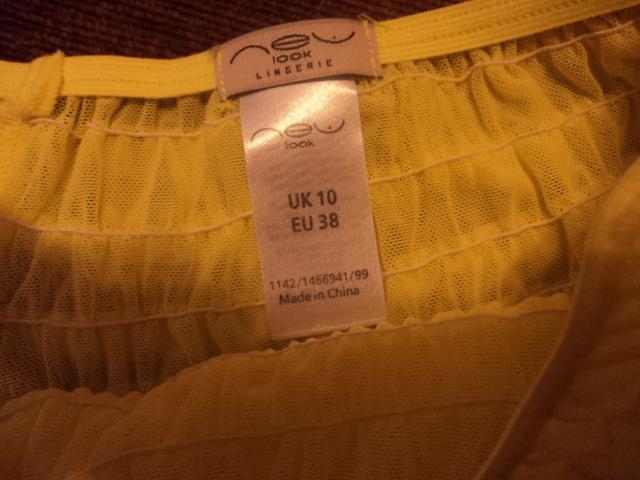 new
look
LINGERIE
new
look
UK 10
EU 38
1142/1466941/99
Made in China